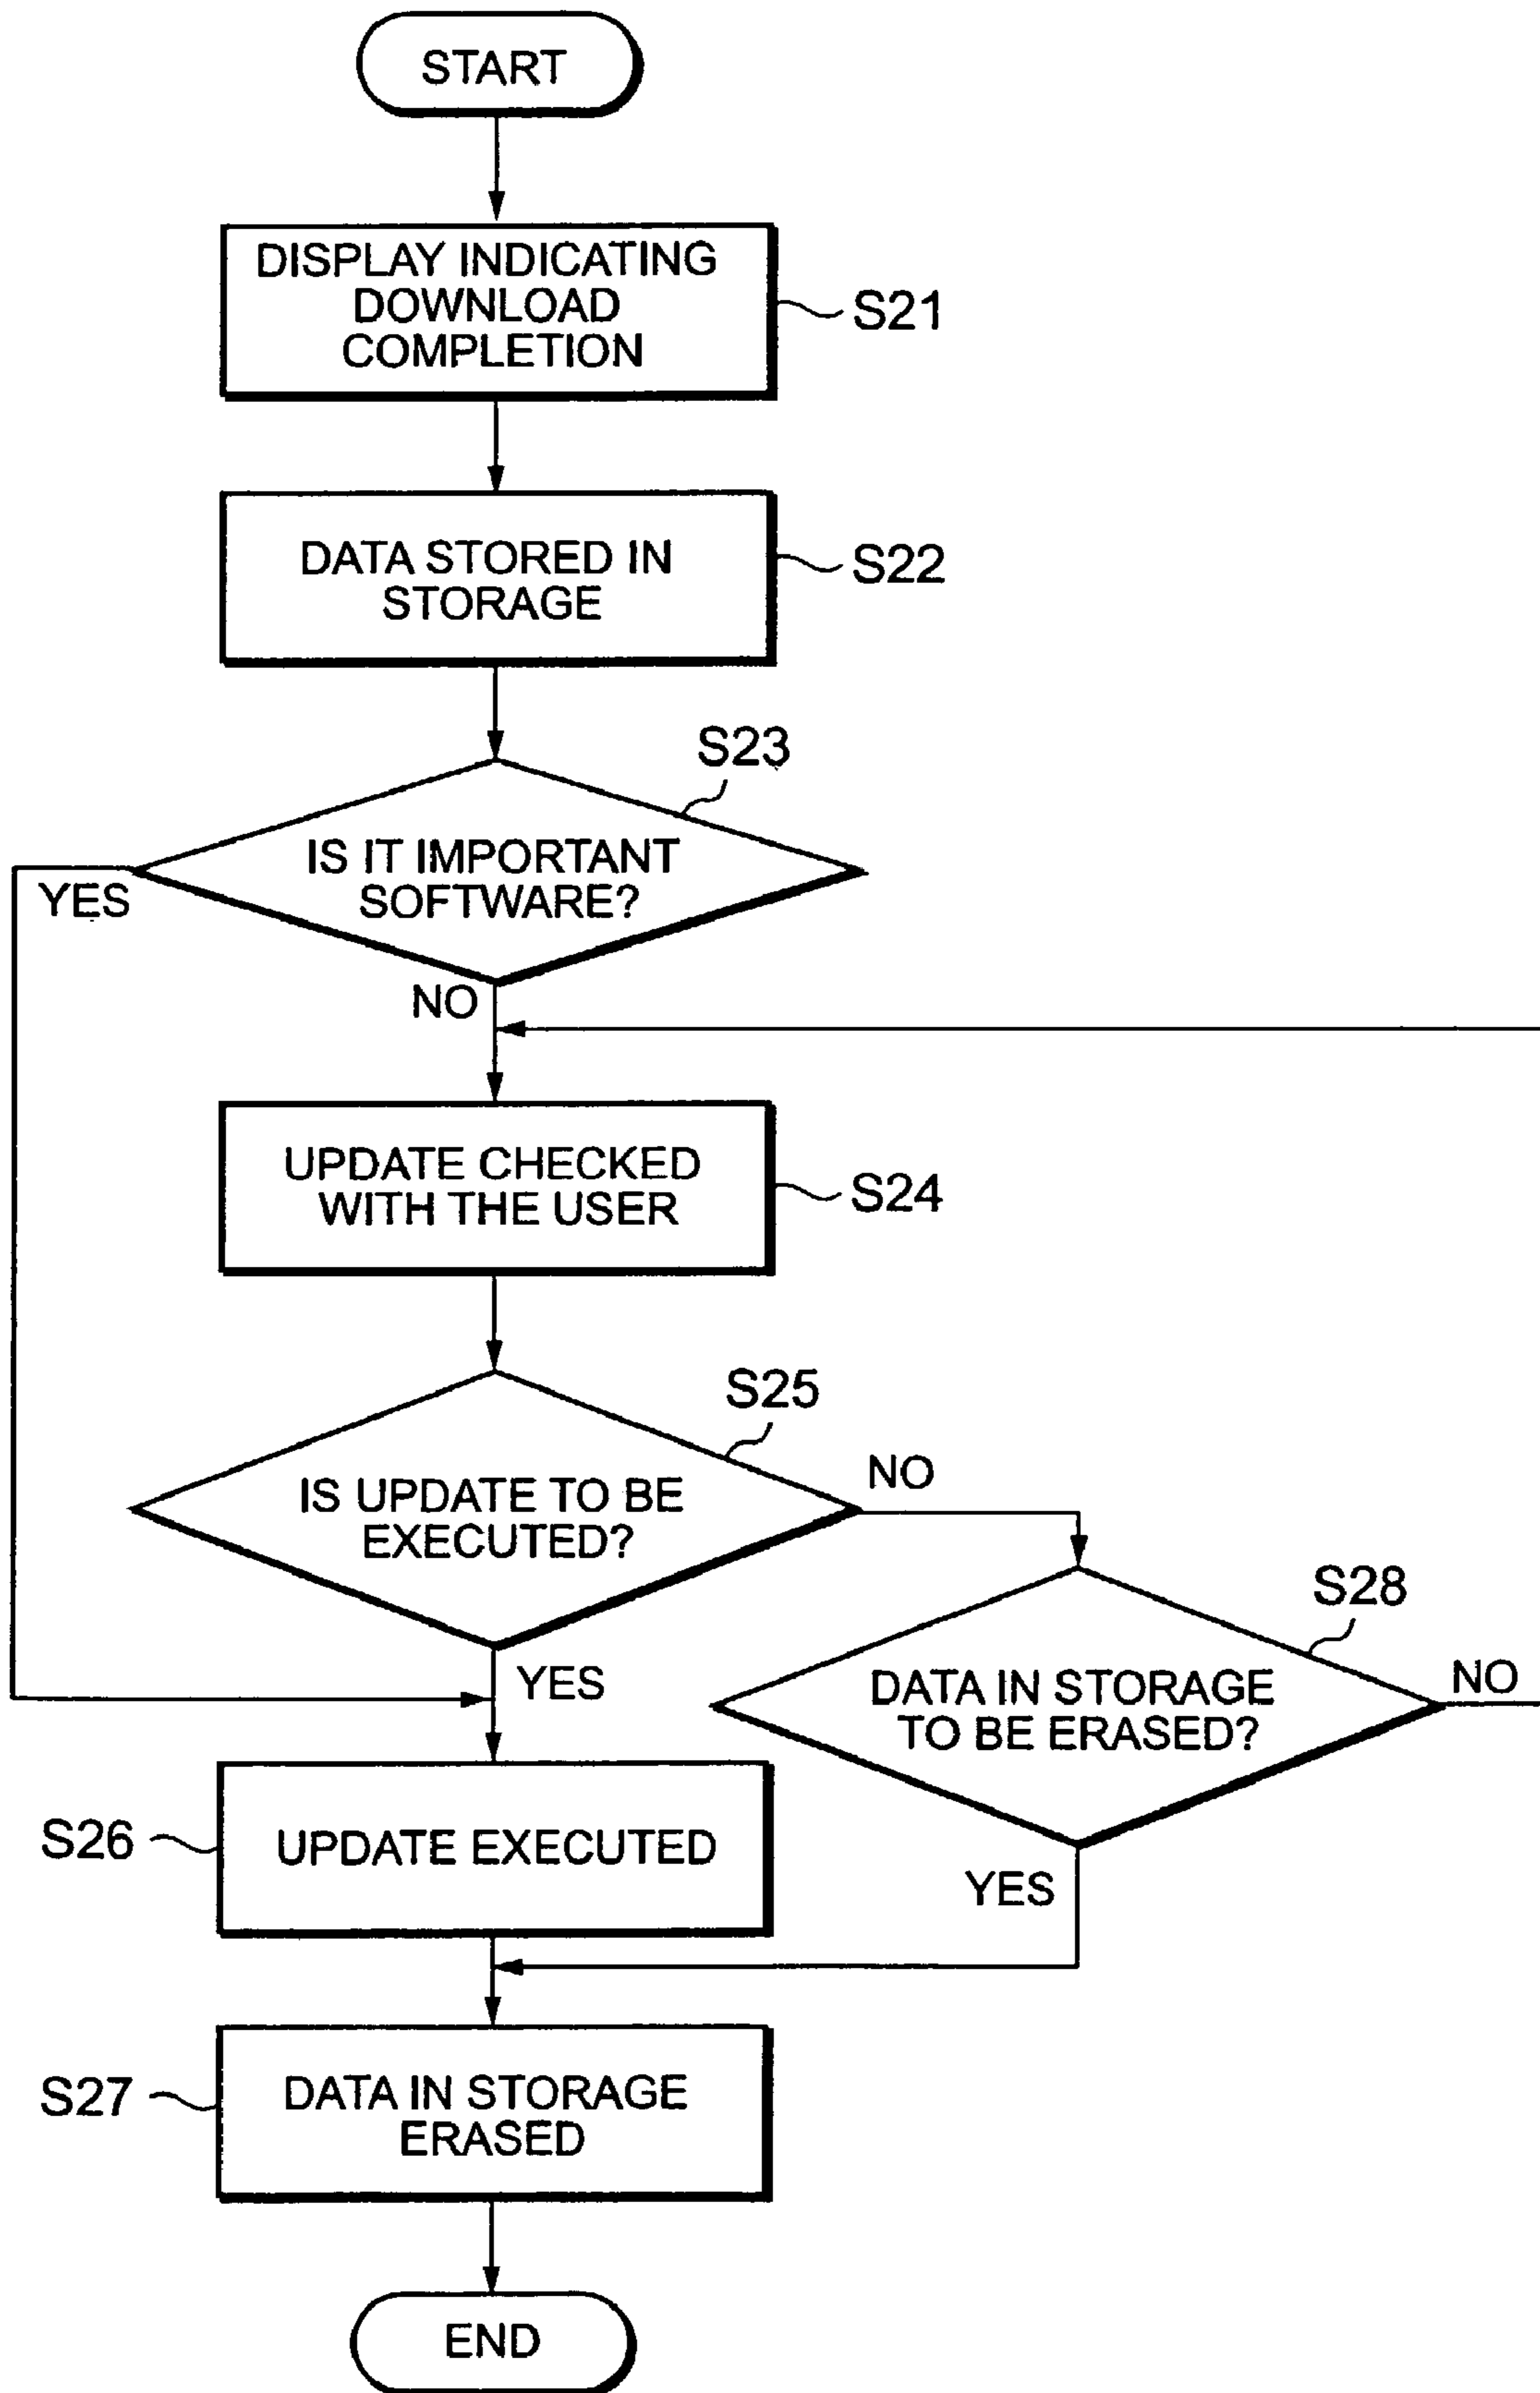 START
DISPLAY INDICATING
DOWNLOAD
COMPLETION
S21
DATA STORED IN
STORAGE
S22
S23
IS IT IMPORTANT
SOFTWARE?
YES
NO
UPDATE CHECKED
WITH THE USER
S24
S25
IS UPDATE TO BE
EXECUTED?
NO
YES
S28
DATA IN STORAGE
TO BE ERASED?
NO
YES
S26
UPDATE EXECUTED
S27
DATA IN STORAGE
ERASED
END